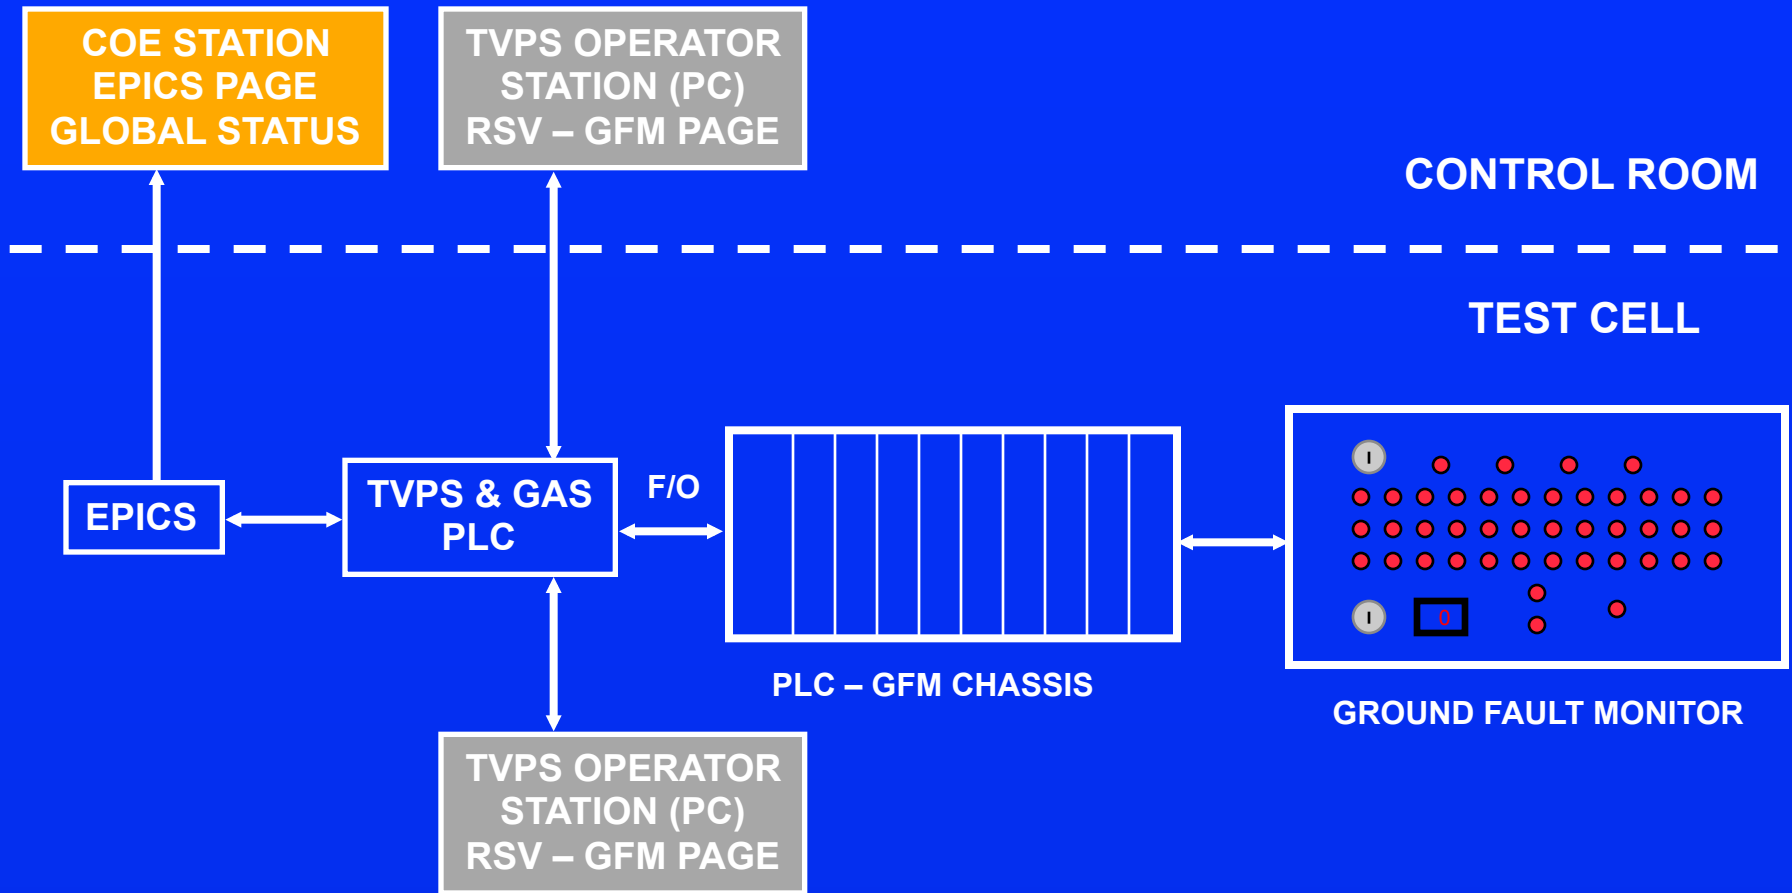 COE STATION
EPICS PAGE
GLOBAL STATUS
TVPS OPERATOR
STATION (PC)
RSV – GFM PAGE
CONTROL ROOM
TEST CELL
EPICS
TVPS & GAS
PLC
F/O
I
I
0
PLC – GFM CHASSIS
GROUND FAULT MONITOR
TVPS OPERATOR
STATION (PC)
RSV – GFM PAGE